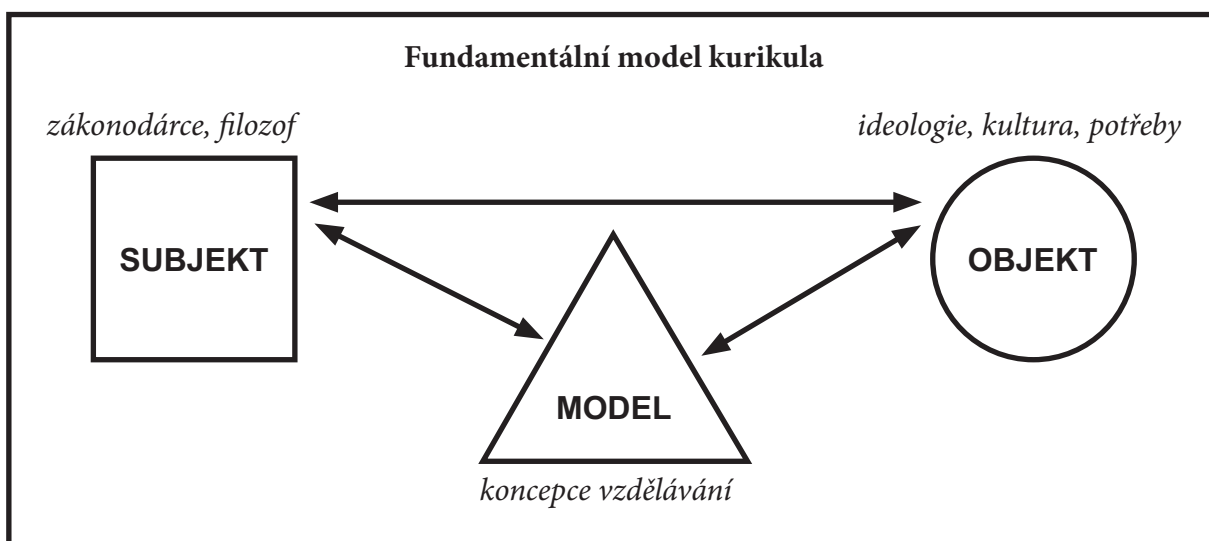 Fundamentální model kurikula
zákonodárce, filozof
ideologie, kultura, potřeby
SUBJEKT
OBJEKT
MODEL
koncepce vzdělávání